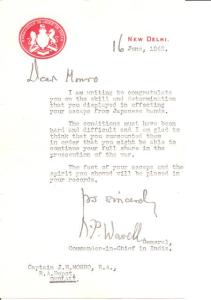 NEW DELHI.
16 June, 1942.
Dear Monro
I am writing to congratulate
you on the skill and determination
that you displayed in effecting
your escape from Japanese hands.
The conditions must have been
hard and difficult and I am glad to
think that you surmounted them
in order that you might be able to
continue your full share in the
prosecution of the war.
The fact of your escape and the
spirit you showed will be placed in
your records.
Yrs sincerely
A.P. Wavell
General,
Commander-in-Chief in India.
Captain J.H. MONRO, R.A.,
R.A. Depot,